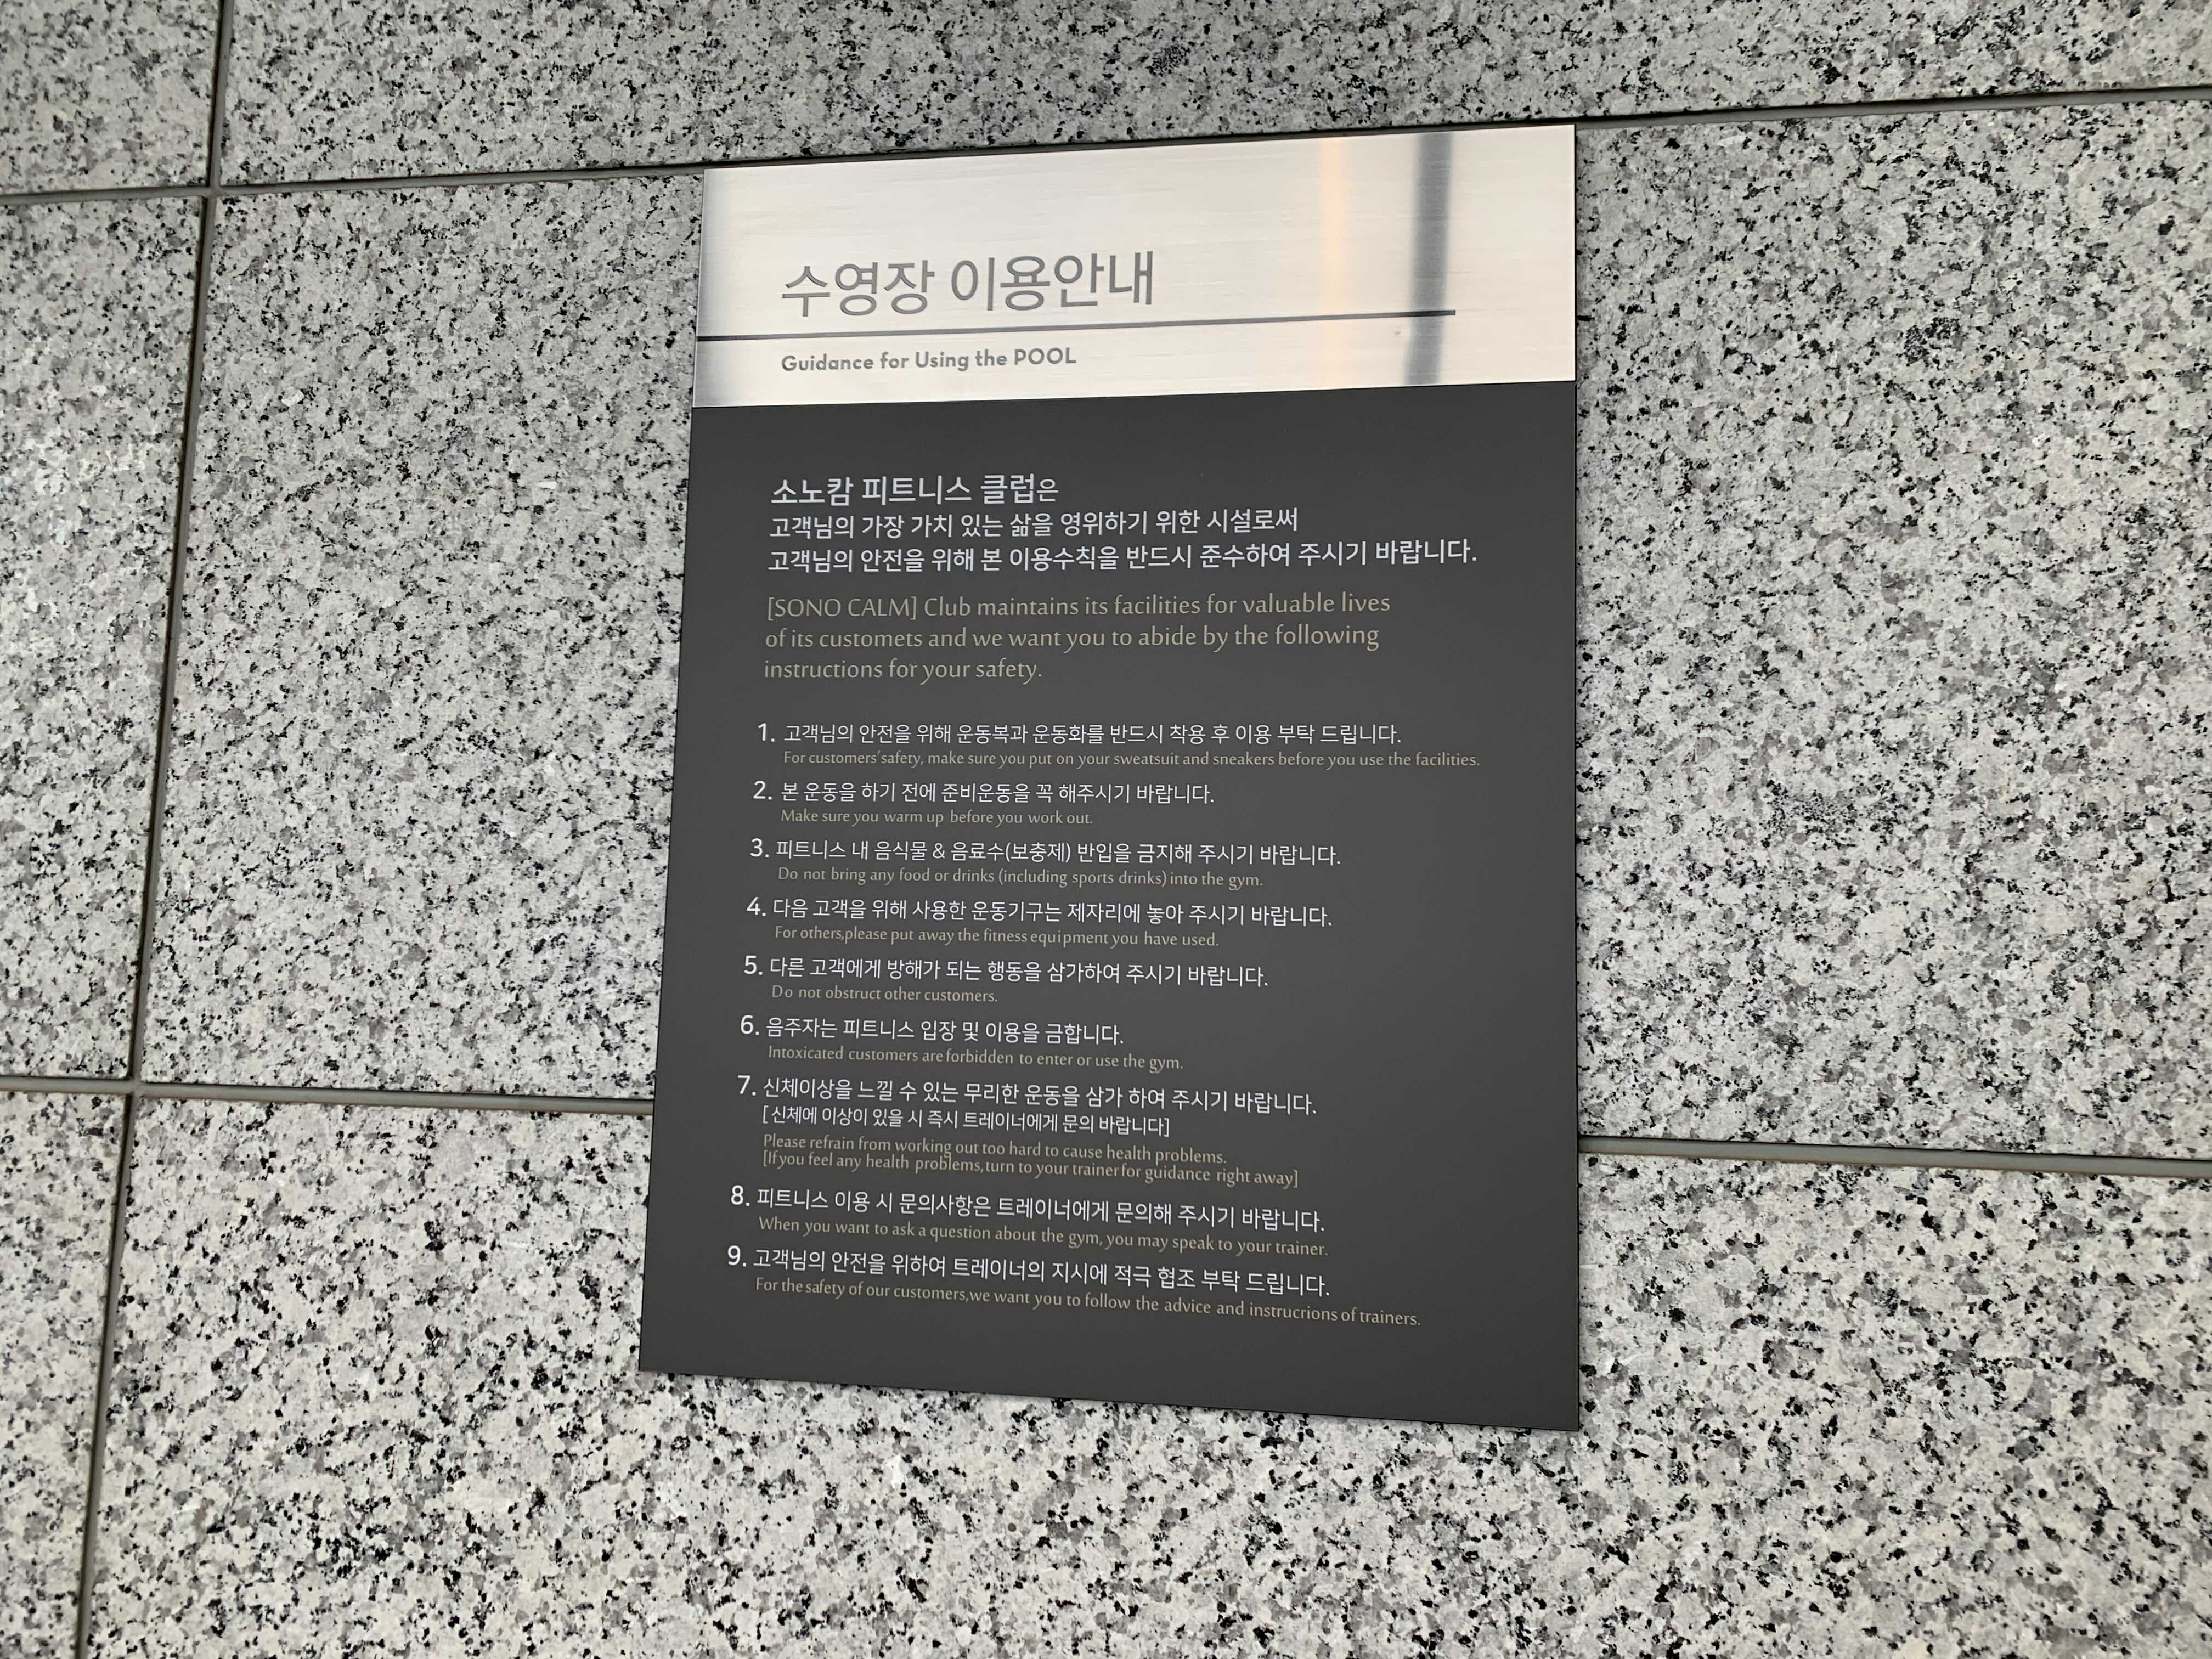 수영장 이용안내
Guidance for Using the POOL
소노캄 피트니스 클럽은
고객님의 가장 가치 있는 삶을 영위하기 위한 시설로써
고객님의 안전을 위해 본 이용수칙을 반드시 준수하여 주시기 바랍니다.
[SONO CALM] Club maintains its facilities for valuable lives
of its customets and we want you to abide by the following
instructions for your safety.
1. 고객님의 안전을 위해 운동복과 운동화를 반드시 착용 후 이용 부탁 드립니다.
For customers' safety, make sure you put on your sweatsuit and sneakers before you use the facilities.
2. 본 운동을 하기 전에 준비운동을 꼭 해주시기 바랍니다.
Make sure you warm up before you work out.
3. 피트니스 내 음식물 & 음료수(보충제) 반입을 금지해 주시기 바랍니다.
Do not bring any food or drinks (including sports drinks) into the gym.
4. 다음 고객을 위해 사용한 운동기구는 제자리에 놓아 주시기 바랍니다.
For others,please put away the fitness equipment you have used.
5. 다른 고객에게 방해가 되는 행동을 삼가하여 주시기 바랍니다.
Do not obstruct other customers.
6. 음주자는 피트니스 입장 및 이용을 금합니다.
Intoxicated customers are forbidden to enter or use the gym.
7. 신체이상을 느낄 수 있는 무리한 운동을 삼가 하여 주시기 바랍니다.
[ 신체에 이상이 있을 시 즉시 트레이너에게 문의 바랍니다]
Please refrain from working out too hard to cause health problems.
[If you feel any health problems,turn to your trainer for guidance right away]
8. 피트니스 이용 시 문의사항은 트레이너에게 문의해 주시기 바랍니다.
When you want to ask a question about the gym, you may speak to your trainer.
9. 고객님의 안전을 위하여 트레이너의 지시에 적극 협조 부탁 드립니다.
For the safety of our customers,we want you to follow the advice and instrucrions of trainers.